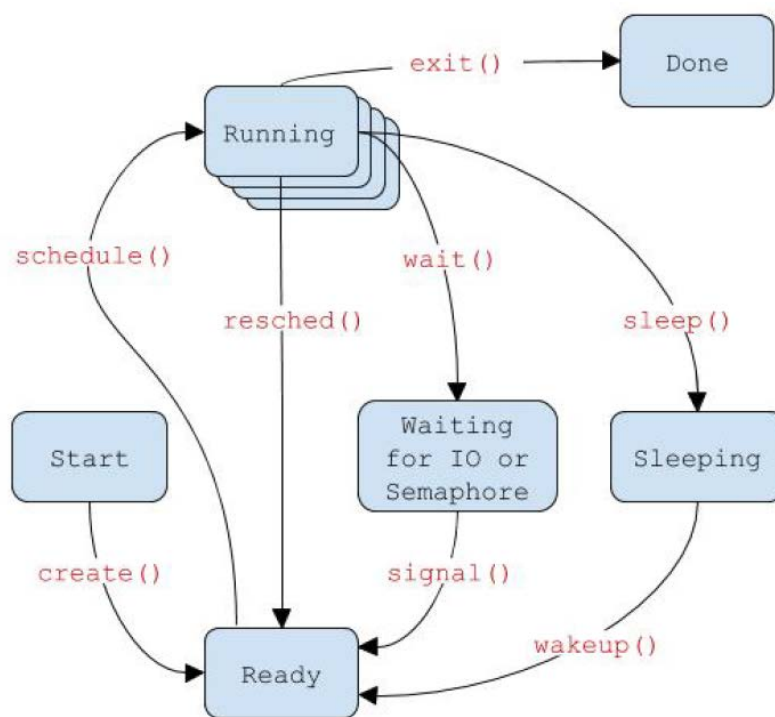 exit()
Done
Running
schedule()
wait()
resched()
sleep()
Start
Waiting
for IO or
Semaphore
Sleeping
create()
signal()
wakeup()
Ready